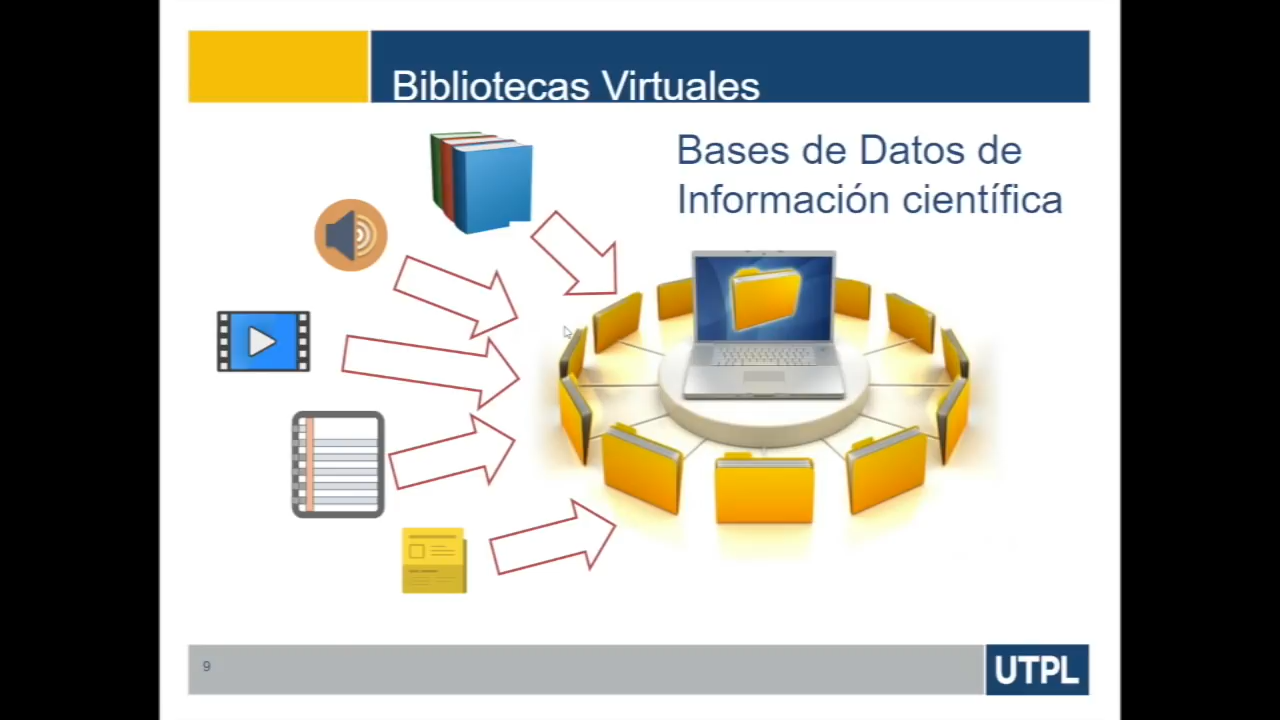 Bibliotecas Virtuales
Bases de Datos de
Información científica
9
UTPL